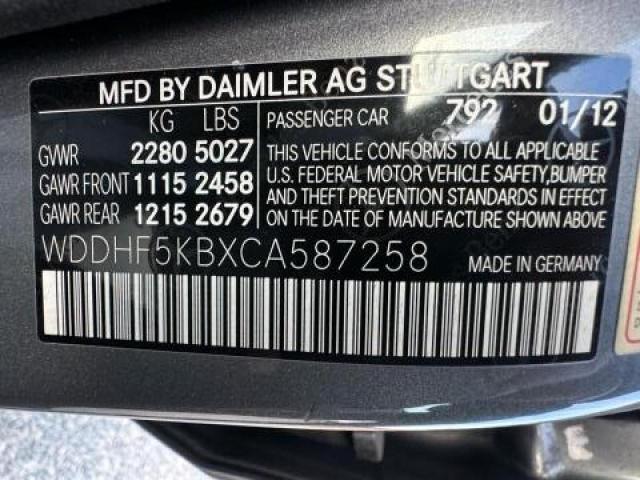 MFD BY DAIMLER AG STUTTGART
KG LBS
GWWR 2280 5027
GAWR FRONT 1115 2458
GAWR REAR 1215 2679
PASSENGER CAR 792 01/12
THIS VEHICLE CONFORMS TO ALL APPLICABLE
U.S. FEDERAL MOTOR VEHICLE SAFETY,BUMPER
AND THEFT PREVENTION STANDARDS IN EFFECT
ON THE DATE OF MANUFACTURE SHOWN ABOVE
WDDHF5KBXCA587258 MADE IN GERMANY